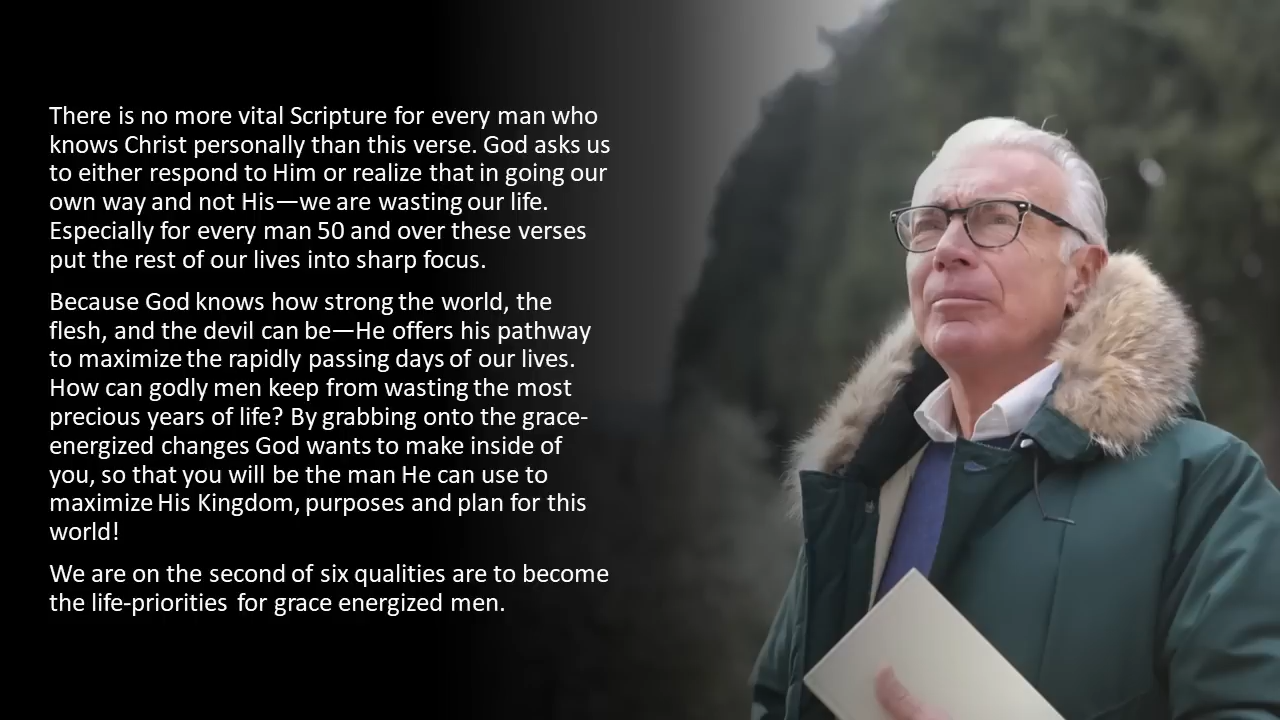 There is no more vital Scripture for every man who
knows Christ personally than this verse. God asks us
to either respond to Him or realize that in going our
own way and not His—we are wasting our life.
Especially for every man 50 and over these verses
put the rest of our lives into sharp focus.
Because God knows how strong the world, the
flesh, and the devil can be—He offers his pathway
to maximize the rapidly passing days of our lives.
How can godly men keep from wasting the most
precious years of life? By grabbing onto the grace-
energized changes God wants to make inside of
you, so that you will be the man He can use to
maximize His Kingdom, purposes and plan for this
world!
We are on the second of six qualities are to become
the life-priorities for grace energized men.